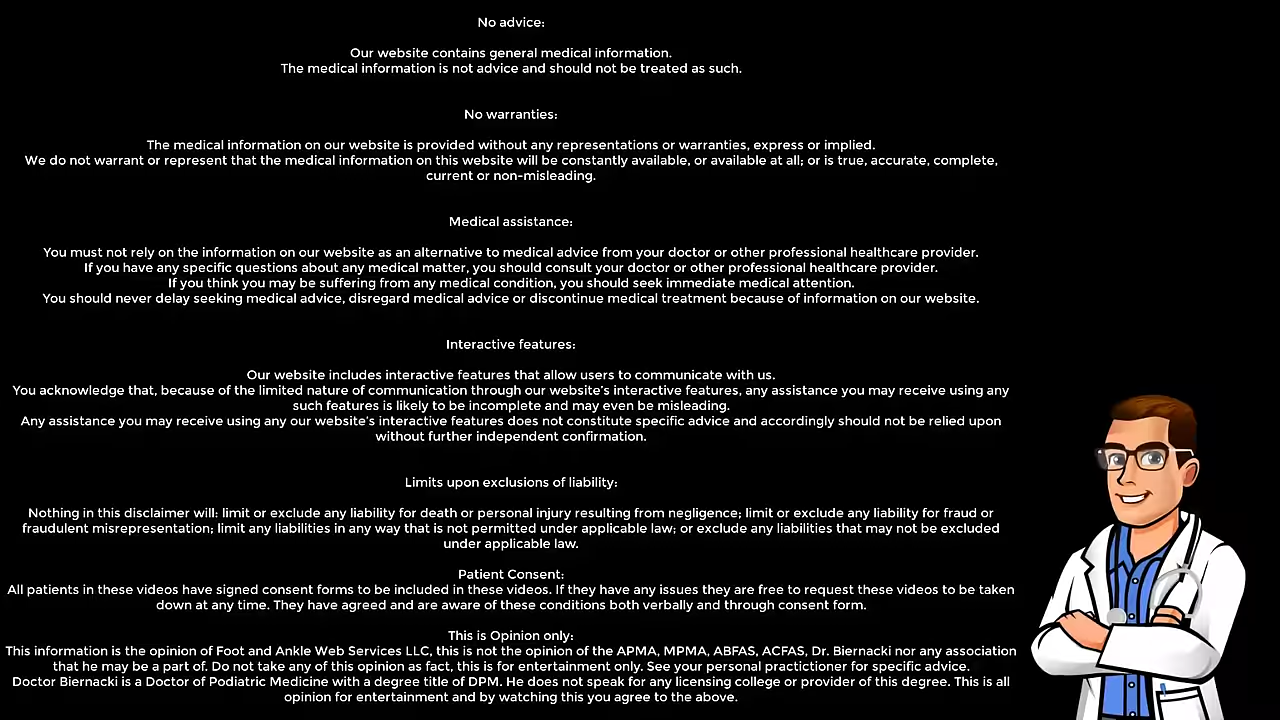 No advice:
Our website contains general medical information.
The medical information is not advice and should not be treated as such.
No warranties:
The medical information on our website is provided without any representations or warranties, express or implied.
We do not warrant or represent that the medical information on this website will be constantly available, or available at all; or is true, accurate, complete,
current or non-misleading.
Medical assistance:
You must not rely on the information on our website as an alternative to medical advice from your doctor or other professional healthcare provider.
If you have any specific questions about any medical matter, you should consult your doctor or other professional healthcare provider.
If you think you may be suffering from any medical condition, you should seek immediate medical attention.
You should never delay seeking medical advice, disregard medical advice or discontinue medical treatment because of information on our website.
Interactive features:
Our website includes interactive features that allow users to communicate with us.
You acknowledge that, because of the limited nature of communication through our website's interactive features, any assistance you may receive using any
such features is likely to be incomplete and may even be misleading.
Any assistance you may receive using any our website's interactive features does not constitute specific advice and accordingly should not be relied upon
without further independent confirmation.
Limits upon exclusions of liability:
Nothing in this disclaimer will: limit or exclude any liability for death or personal injury resulting from negligence; limit or exclude any liability for fraud or
fraudulent misrepresentation; limit any liabilities in any way that is not permitted under applicable law; or exclude any liabilities that may not be excluded
under applicable law.
Patient Consent:
All patients in these videos have signed consent forms to be included in these videos. If they have any issues they are free to request these videos to be taken
down at any time. They have agreed and are aware of these conditions both verbally and through consent form.
This is Opinion only:
This information is the opinion of Foot and Ankle Web Services LLC, this is not the opinion of the APMA, MPMA, ABFAS, ACFAS, Dr. Biernacki nor any association
that he may be a part of. Do not take any of this opinion as fact, this is for entertainment only. See your personal practitioner for specific advice.
Doctor Biernacki is a Doctor of Podiatric Medicine with a degree title of DPM. He does not speak for any licensing college or provider of this degree. This is all
opinion for entertainment and by watching this you agree to the above.